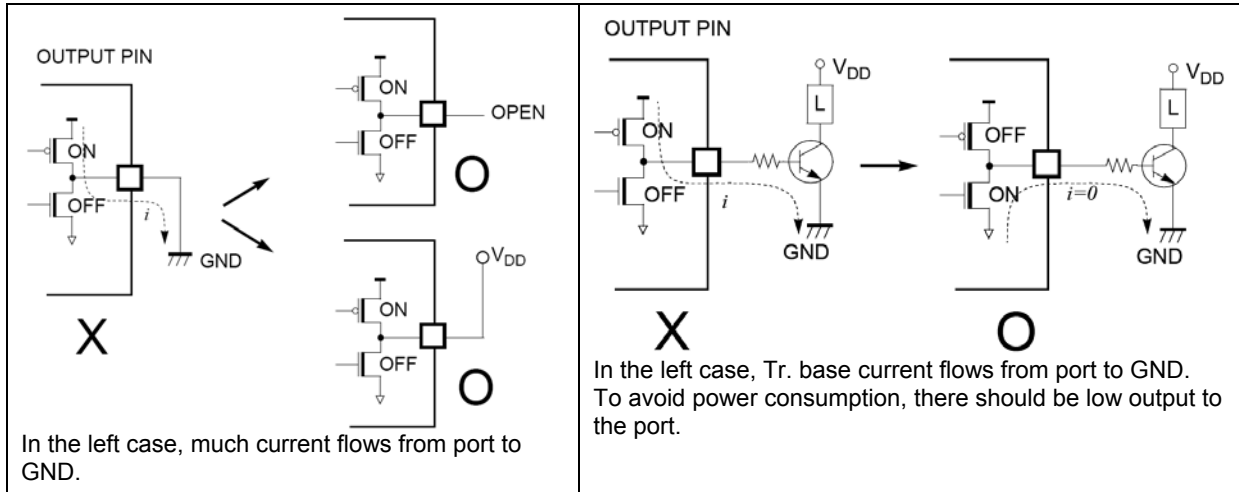 OUTPUT PIN
ON
OFF
i
GND
X
ON
OFF
OPEN
O
VDD
ON
OFF
O
In the left case, much current flows from port to
GND.
OUTPUT PIN
VDD
L
ON
OFF
i
GND
X
VDD
L
OFF
ON
i=0
GND
O
In the left case, Tr. base current flows from port to GND.
To avoid power consumption, there should be low output to
the port.